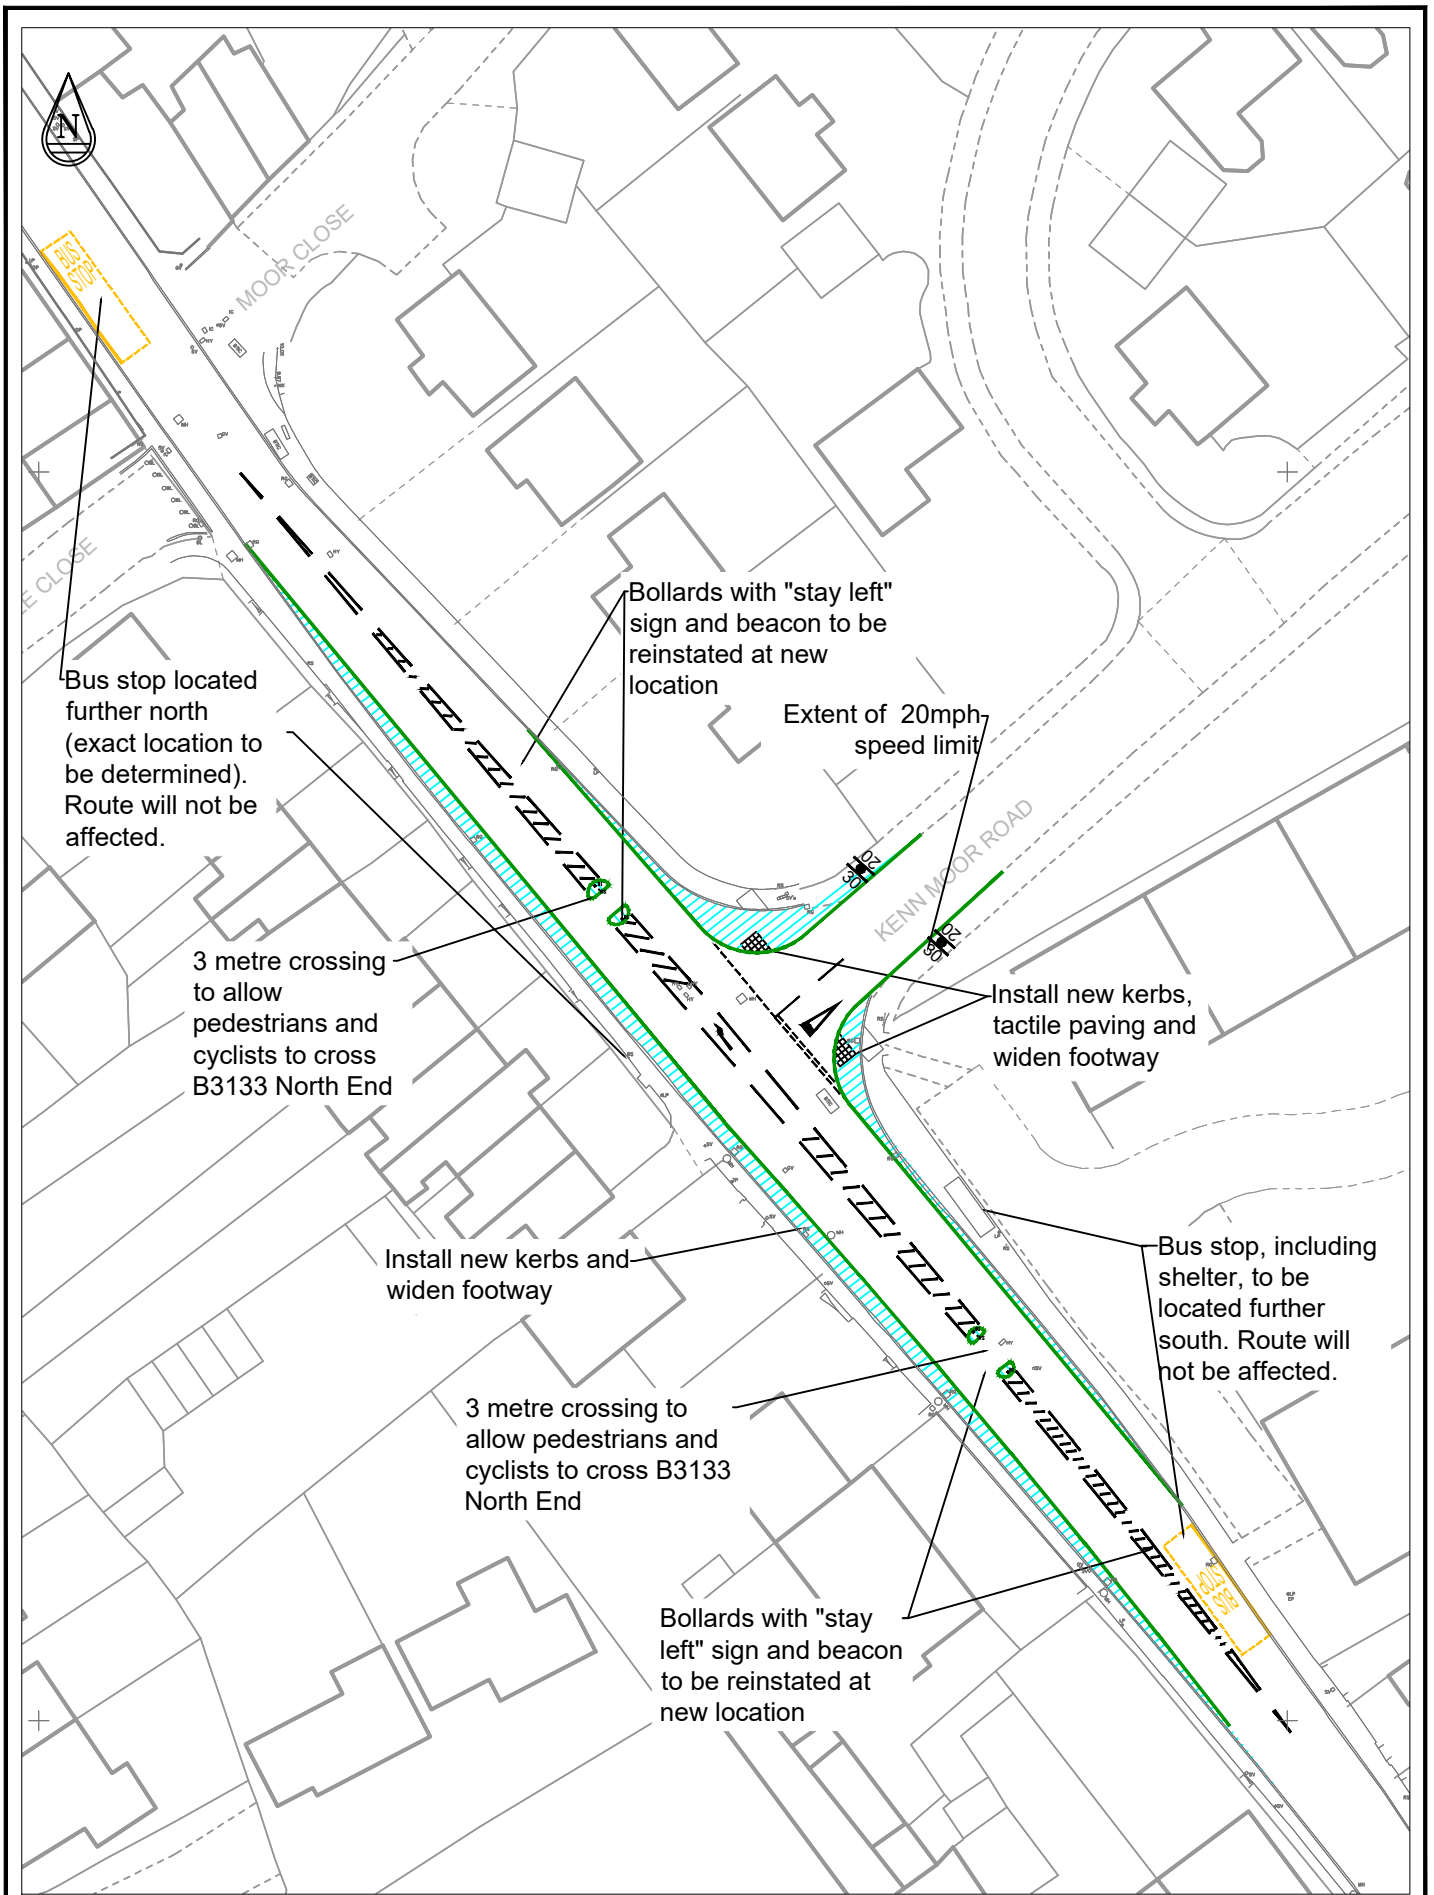 N
BUS
STOP
MOOR CLOSE
E CLOSE
Bollards with "stay left"
sign and beacon to be
reinstated at new
location
Bus stop located
further north
(exact location to
be determined).
Route will not be
affected.
Extent of 20mph
speed limit
20
30
KENN MOOR ROAD
20
30
3 metre crossing
to allow
pedestrians and
cyclists to cross
B3133 North End
Install new kerbs,
tactile paving and
widen footway
Install new kerbs and
widen footway
Bus stop, including
shelter, to be
located further
south. Route will
not be affected.
3 metre crossing to
allow pedestrians and
cyclists to cross B3133
North End
BUS
STOP
Bollards with "stay
left" sign and beacon
to be reinstated at
new location